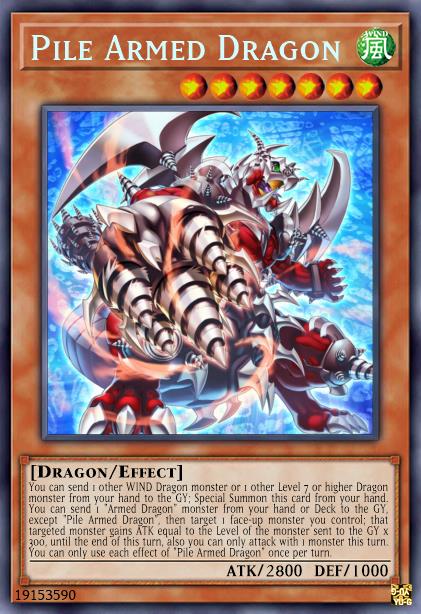 PILE ARMED DRAGON
WIND
風
[DRAGON/EFFECT]
You can send 1 other WIND Dragon monster or 1 other Level 7 or higher Dragon
monster from your hand to the GY; Special Summon this card from your hand.
You can send 1 "Armed Dragon" monster from your hand or Deck to the GY,
except "Pile Armed Dragon", then target 1 face-up monster you control; that
targeted monster gains ATK equal to the Level of the monster sent to the GY x
300, until the end of this turn, also you can only attack with 1 monster this turn.
You can only use each effect of "Pile Armed Dragon" once per turn.
ATK/2800 DEF/1000
19153590